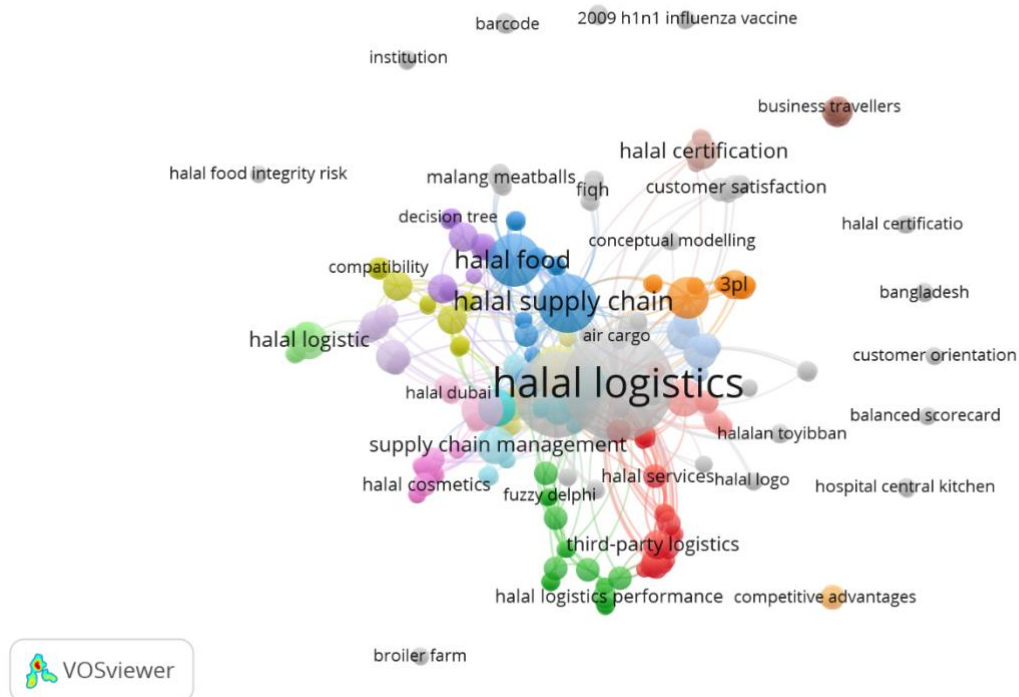 barcode
2009 h1n1 influenza vaccine
institution
business travellers
halal certification
halal food integrity risk
malang meatballs
fiqh
customer satisfaction
decision tree
halal certificatio
conceptual modelling
halal food
compatibility
3pl
bangladesh
halal supply chain
air cargo
halal logistic
customer orientation
halal logistics
halal dubai
balanced scorecard
halalan toyibban
supply chain management
halal services
halal logo
halal cosmetics
hospital central kitchen
fuzzy delphi
third-party logistics
halal logistics performance
competitive advantages
broiler farm
VOSviewer